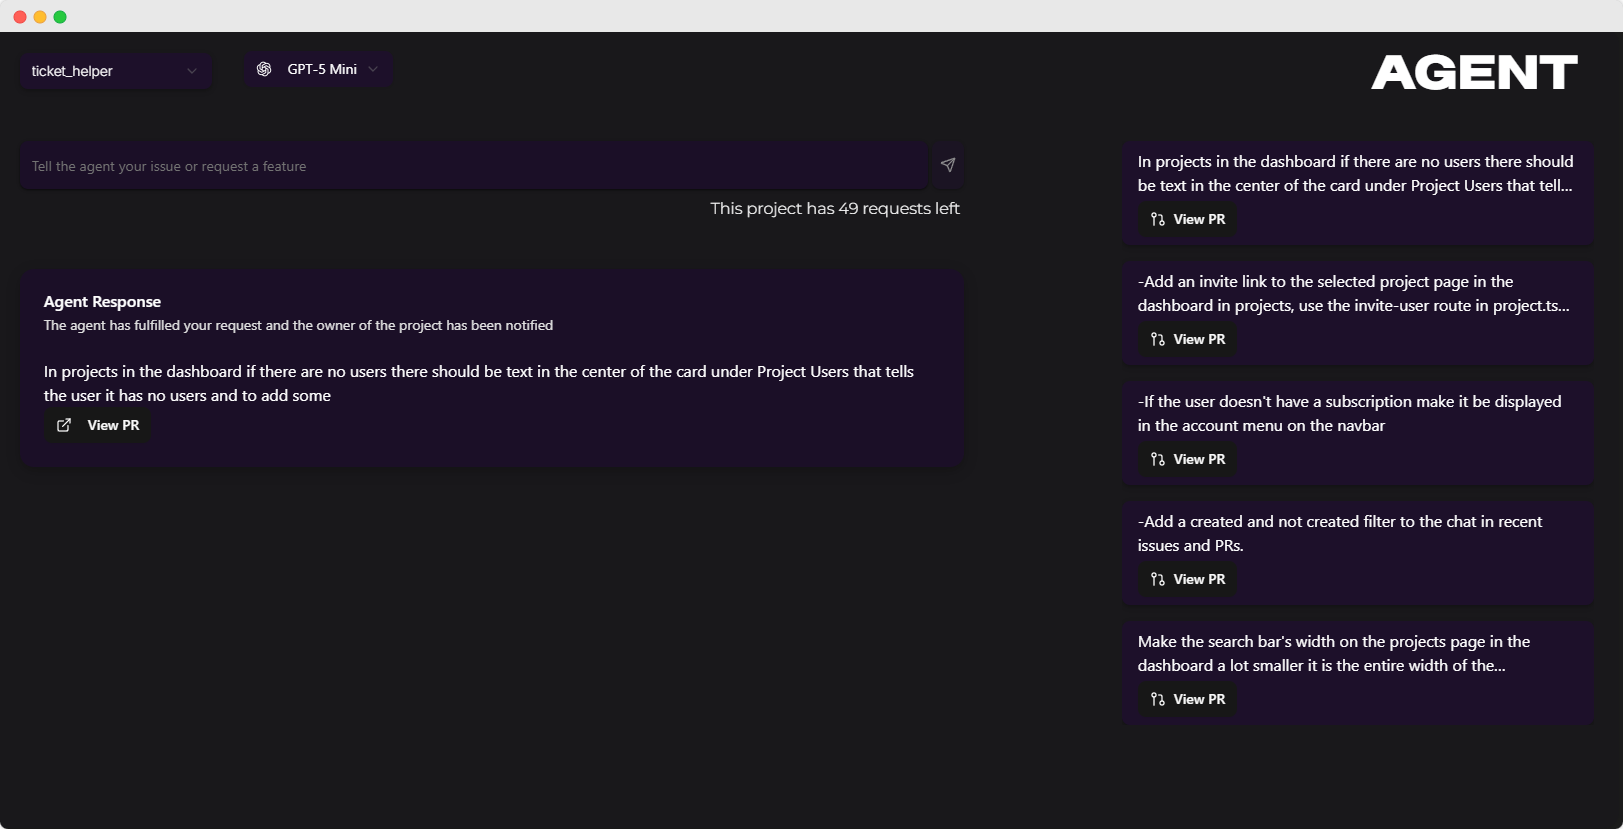 ticket_helper
GPT-5 Mini
AGENT
Tell the agent your issue or request a feature
This project has 49 requests left
Agent Response
The agent has fulfilled your request and the owner of the project has been notified
In projects in the dashboard if there are no users there should be text in the center of the card under Project Users that tells
the user it has no users and to add some
View PR
In projects in the dashboard if there are no users there should
be text in the center of the card under Project Users that tell...
View PR
-Add an invite link to the selected project page in the
dashboard in projects, use the invite-user route in project.ts...
View PR
-If the user doesn't have a subscription make it be displayed
in the account menu on the navbar
View PR
-Add a created and not created filter to the chat in recent
issues and PRs.
View PR
Make the search bar's width on the projects page in the
dashboard a lot smaller it is the entire width of the...
View PR